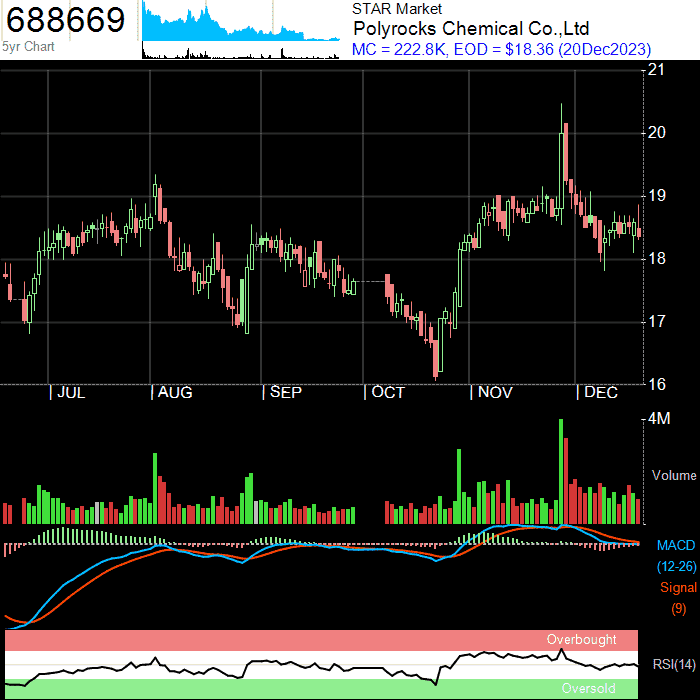 688669
5yr Chart
STAR Market
Polyrocks Chemical Co.,Ltd
MC = 222.8K, EOD = $18.36 (20Dec2023)
21
20
19
18
17
16
| JUL | AUG | SEP | OCT | NOV | DEC
4M
Volume
MACD
(12-26)
Signal
(9)
Overbought
RSI(14)
Oversold